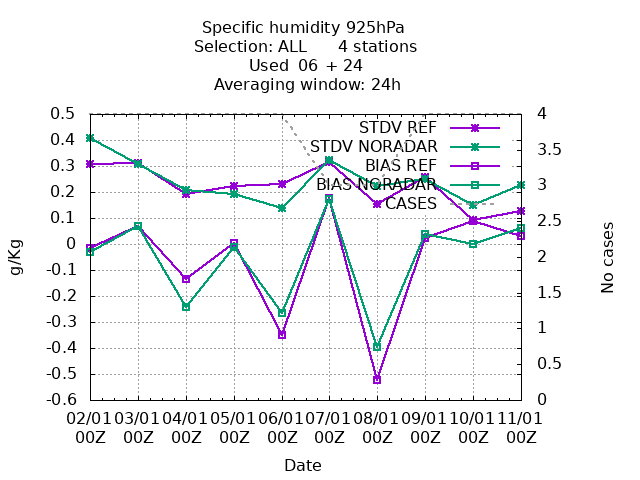 Specific humidity 925hPa
Selection: ALL 4 stations
Used 06 + 24
Averaging window: 24h
0.5
0.4
0.3
0.2
0.1
0
-0.1
-0.2
-0.3
-0.4
-0.5
-0.6
g/Kg
STDV REF
STDV NORADAR
BIAS REF
BIAS NORADAR
CASES
4
3.5
3
2.5
2
1.5
1
0.5
0
No cases
02/01 03/01 04/01 05/01 06/01 07/01 08/01 09/01 10/01 11/01
00Z 00Z 00Z 00Z 00Z 00Z 00Z 00Z 00Z 00Z
Date